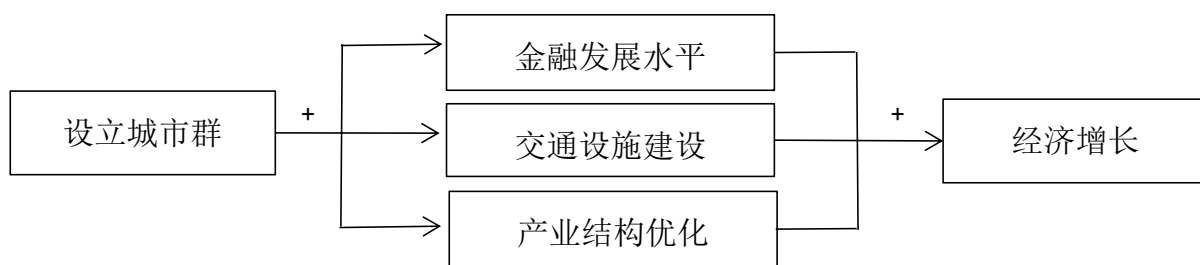 设立城市群
+
金融发展水平
交通设施建设
产业结构优化
+
经济增长